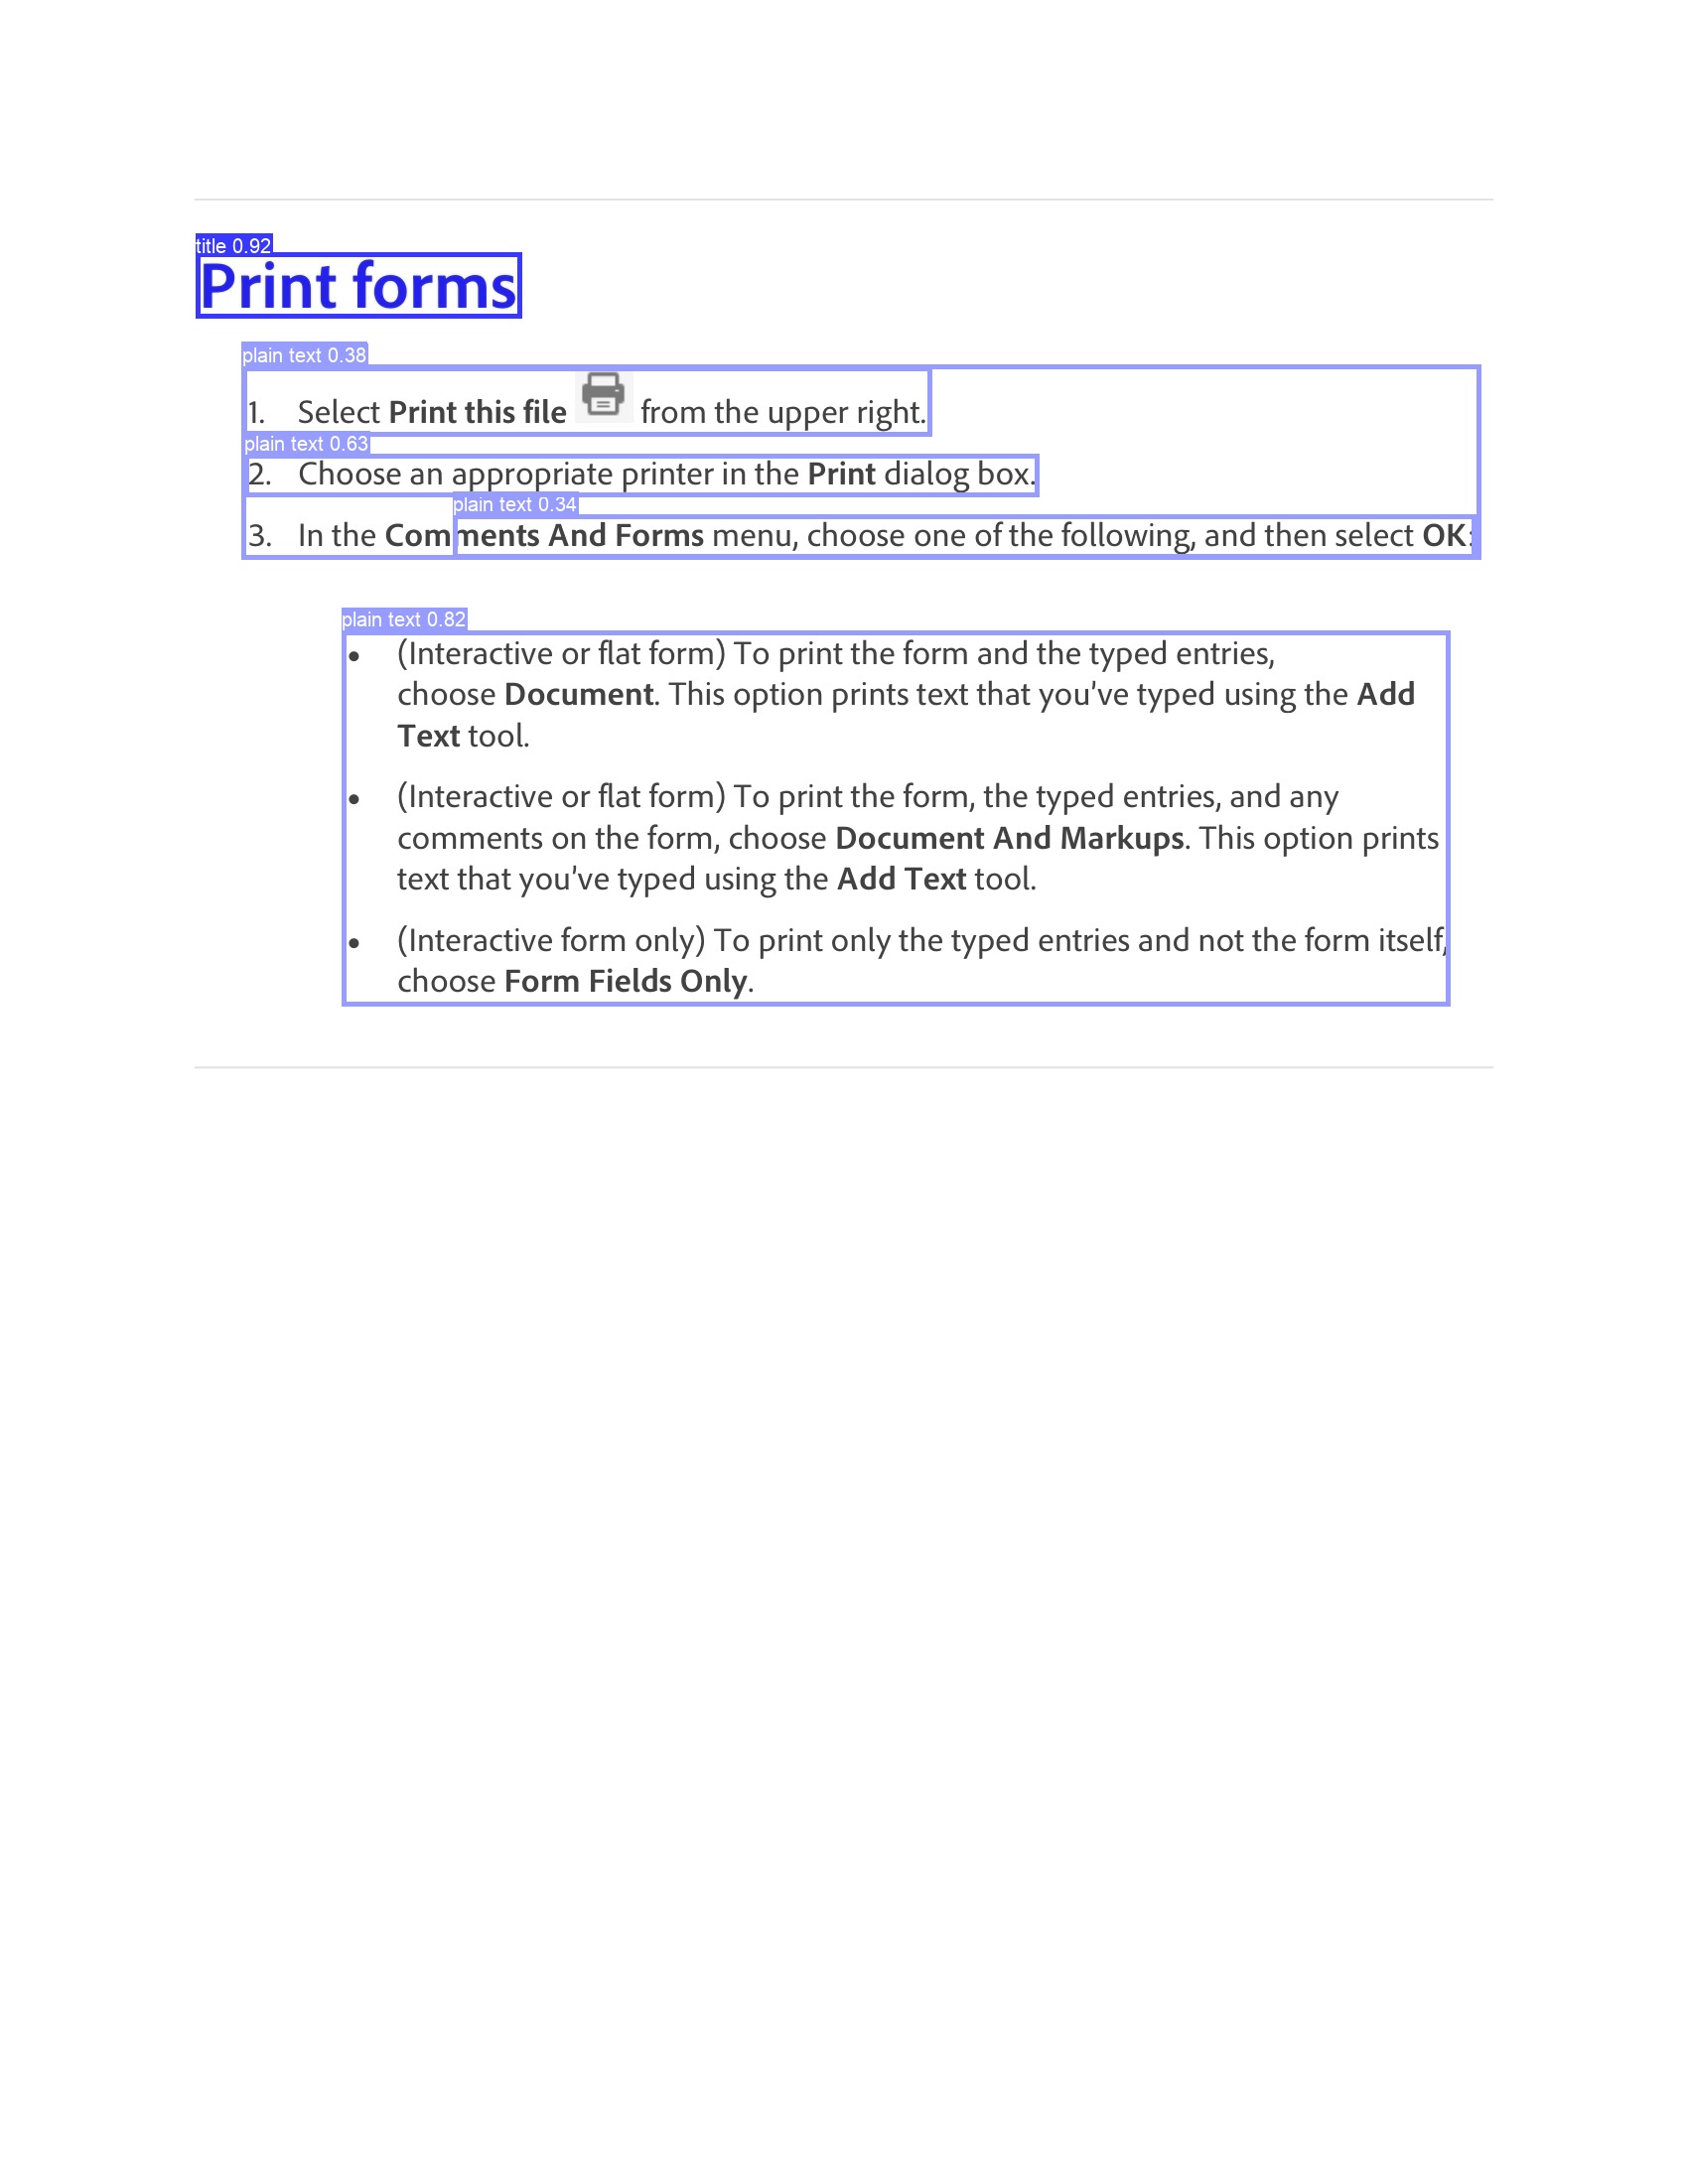 title 0.92
Print forms
plain text 0.38
1. Select Print this file from the upper right.
plain text 0.63
2. Choose an appropriate printer in the Print dialog box.
plain text 0.34
3. In the Comments And Forms menu, choose one of the following, and then select OK:
plain text 0.82
• (Interactive or flat form) To print the form and the typed entries,
choose Document. This option prints text that you've typed using the Add
Text tool.
• (Interactive or flat form) To print the form, the typed entries, and any
comments on the form, choose Document And Markups. This option prints
text that you've typed using the Add Text tool.
• (Interactive form only) To print only the typed entries and not the form itself,
choose Form Fields Only.